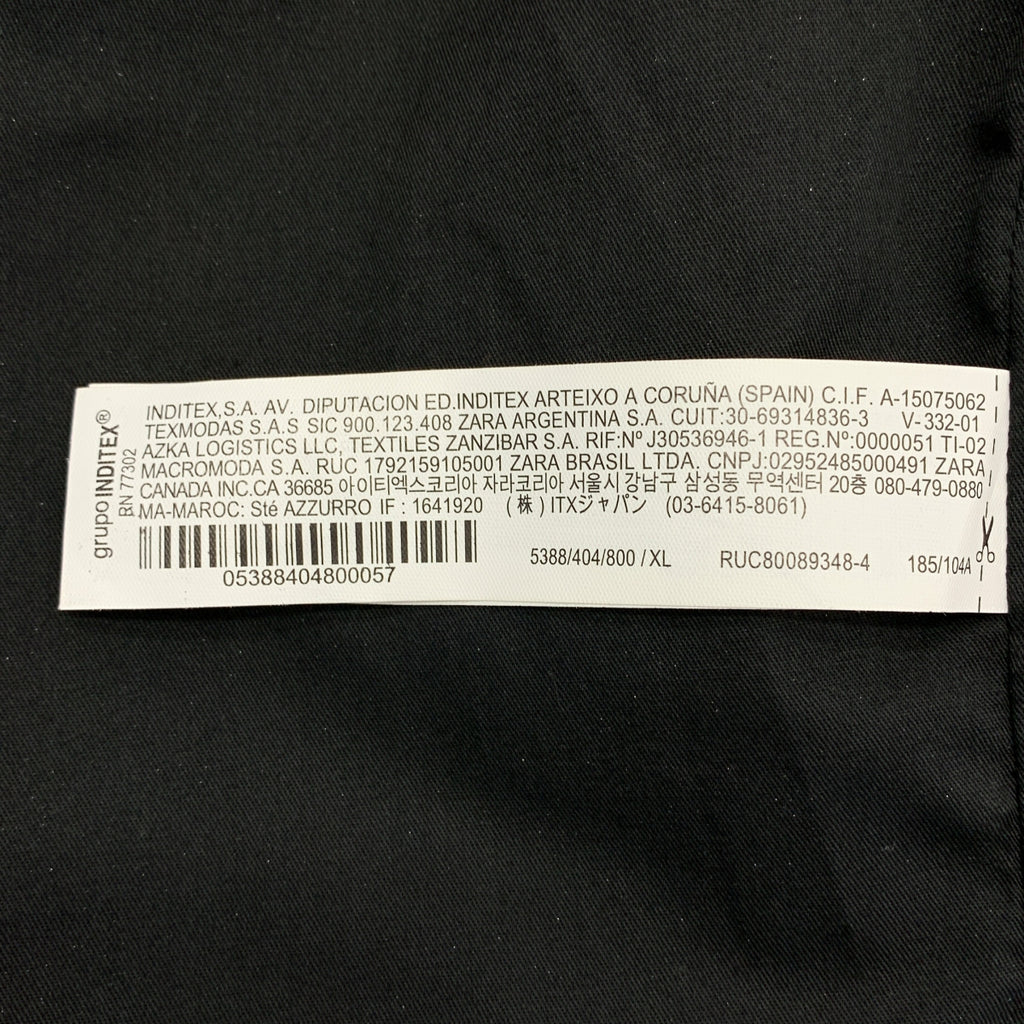 grupo INDITEX®
RN 77302
INDITEX,S.A. AV. DIPUTACION ED.INDITEX ARTEIXO A CORUÑA (SPAIN) C.I.F. A-15075062
TEXMODAS S.A.S SIC 900.123.408 ZARA ARGENTINA S.A. CUIT:30-69314836-3 V-332-01
AZKA LOGISTICS LLC, TEXTILES ZANZIBAR S.A. RIF:Nº J30536946-1 REG.Nº:0000051 TI-02
MACROMODA S.A. RUC 1792159105001 ZARA BRASIL LTDA. CNPJ:02952485000491 ZARA
CANADA INC.CA 36685 아이티엑스코리아 자라코리아 서울시 강남구 삼성동 무역센터 20층 080-479-0880
MA-MAROC: Sté AZZURRO IF : 1641920 (株) ITXジャパン (03-6415-8061)
05388404800057
5388/404/800 / XL RUC80089348-4 185/104A